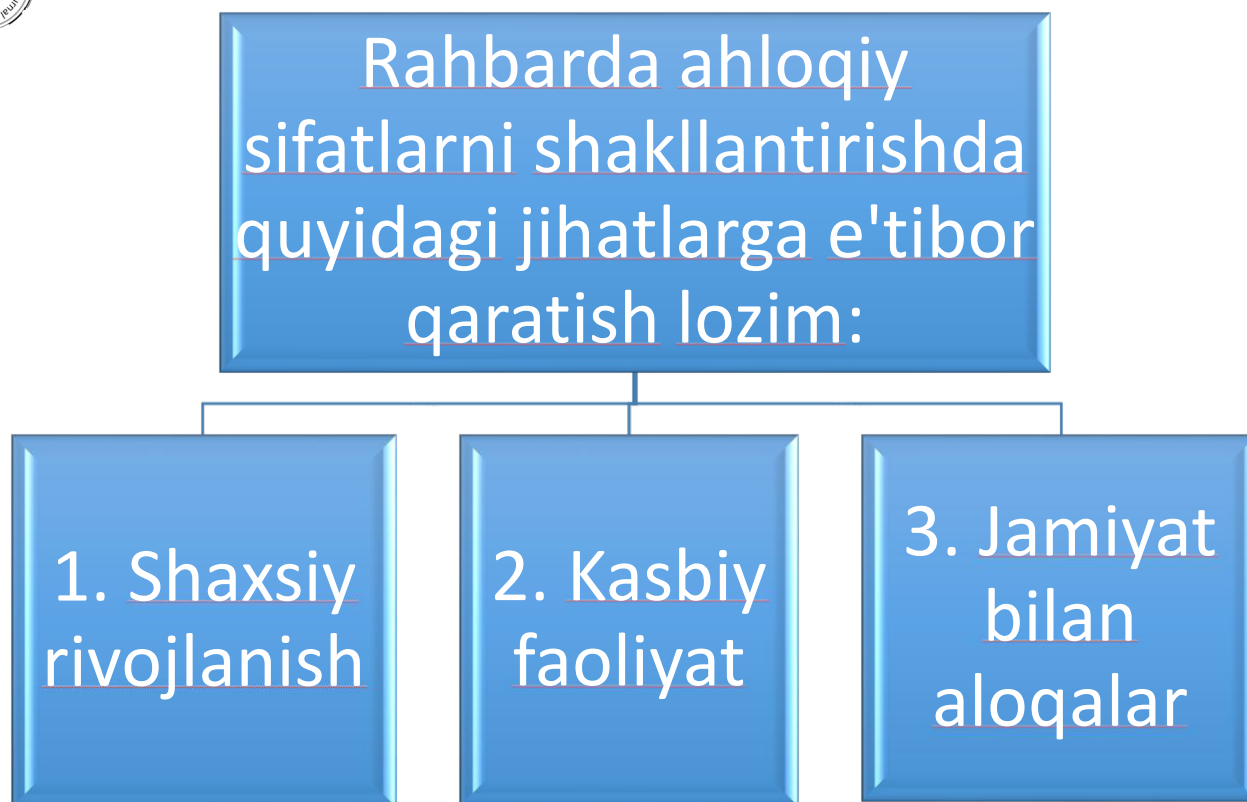 Rahbarda ahloqiy
sifatlarni shakllantirishda
quyidagi jihatlarga e'tibor
qaratish lozim:
1. Shaxsiy
rivojlanish
2. Kasbiy
faoliyat
3. Jamiyat
bilan
aloqalar